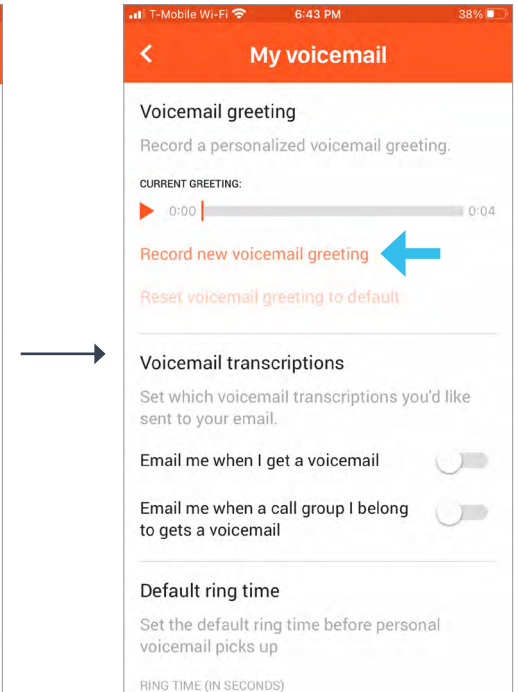 T-Mobile Wi-Fi 6:43 PM 38%
My voicemail
Voicemail greeting
Record a personalized voicemail greeting.
CURRENT GREETING:
0:00 0:04
Record new voicemail greeting
Reset voicemail greeting to default
Voicemail transcriptions
Set which voicemail transcriptions you'd like
sent to your email.
Email me when I get a voicemail
Email me when a call group I belong
to gets a voicemail
Default ring time
Set the default ring time before personal
voicemail picks up
RING TIME (IN SECONDS)